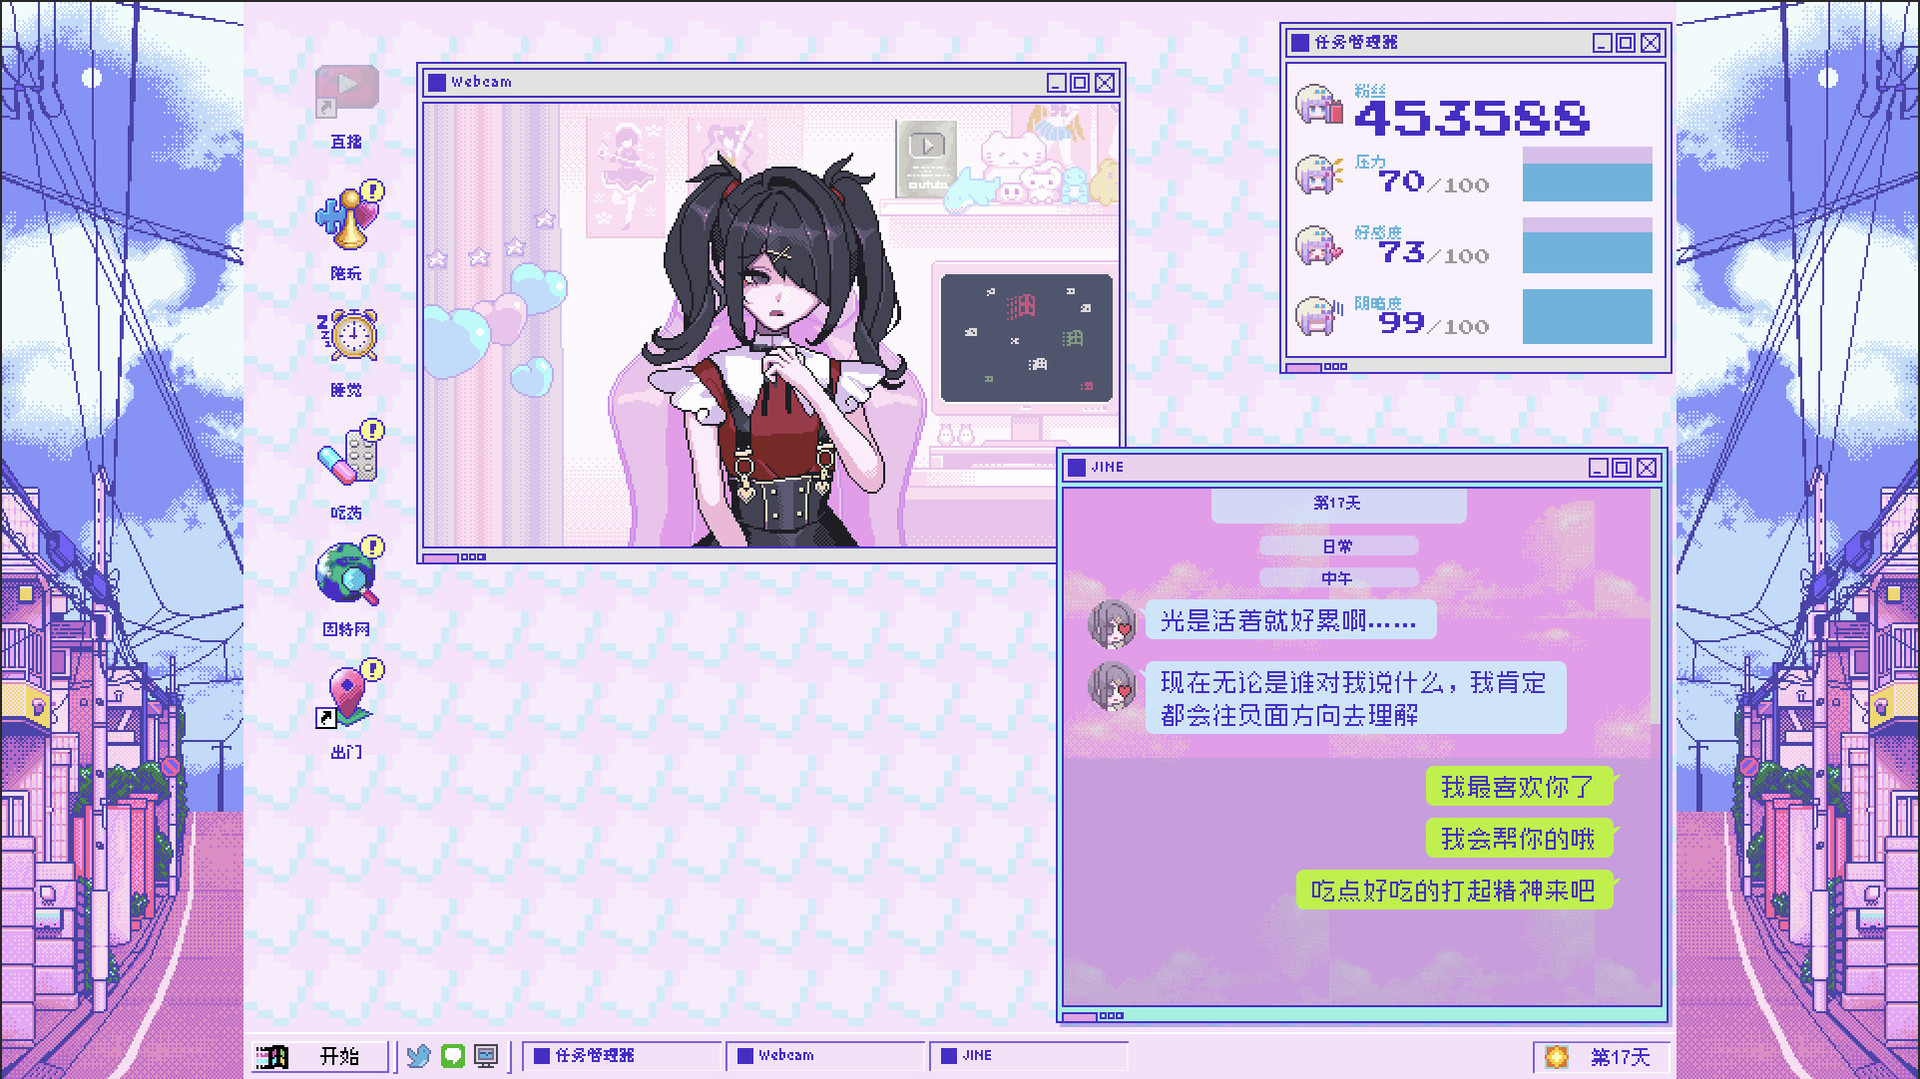 直播
陪玩
睡觉
吃药
因特网
出门
Webcam
任务管理器
粉丝
453588
压力
70/100
好感度
73/100
阴暗度
99/100
JINE
第17天
日常
中午
光是活着就好累啊……
现在无论是谁对我说什么，我肯定
都会往负面方向去理解
我最喜欢你了
我会帮你的哦
吃点好吃的打起精神来吧
开始
任务管理器
Webcam
JINE
第17天